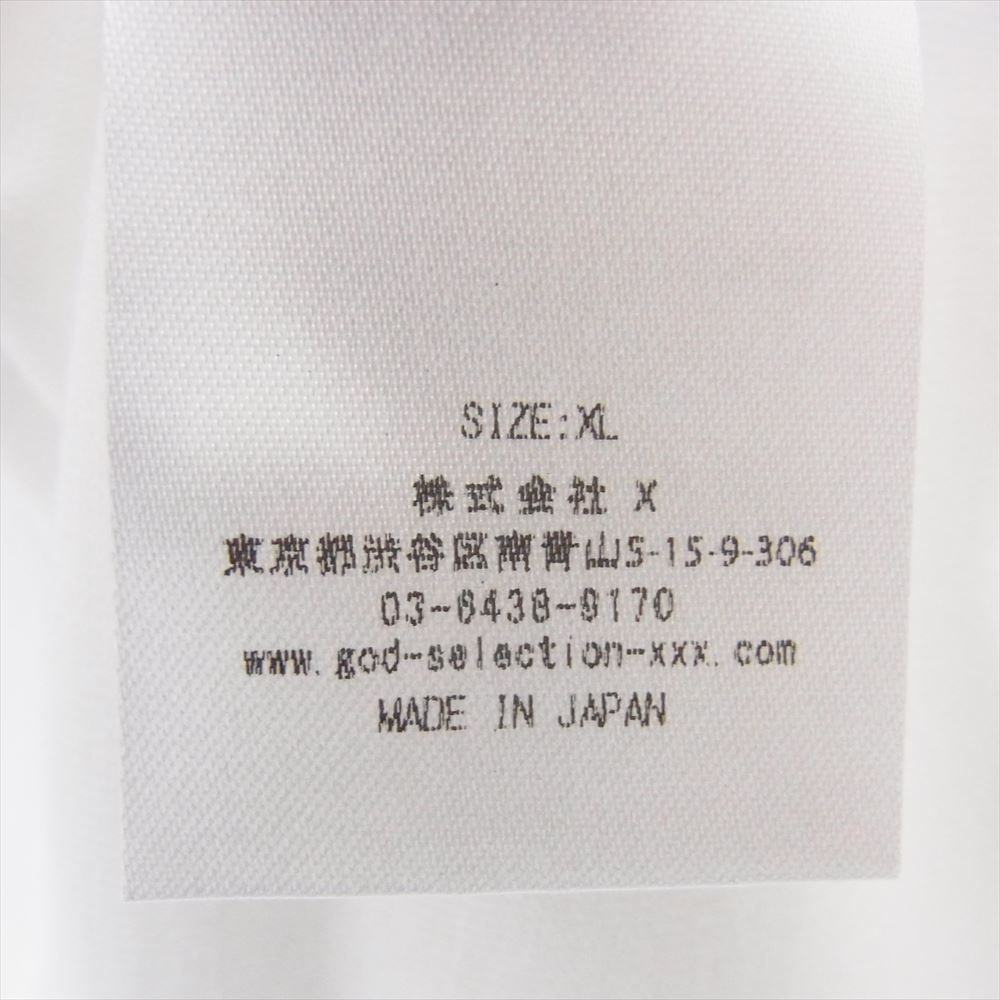 SIZE:XL
株式会社 X
東京都渋谷区南青山5-15-9-306
03-6438-9170
www.god-selection-xxx.com
MADE IN JAPAN